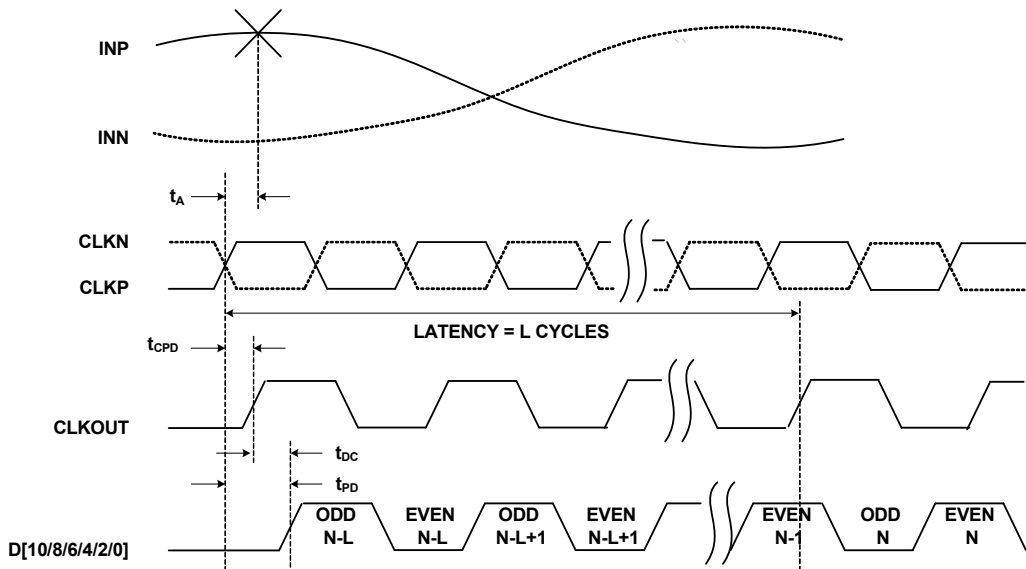 INP
INN
tA
CLKN
CLKP
LATENCY = L CYCLES
tCPD
CLKOUT
tDC
tPD
ODD EVEN ODD EVEN EVEN ODD EVEN
N-L N-L N-L+1 N-L+1 N-1 N N
D[10/8/6/4/2/0]